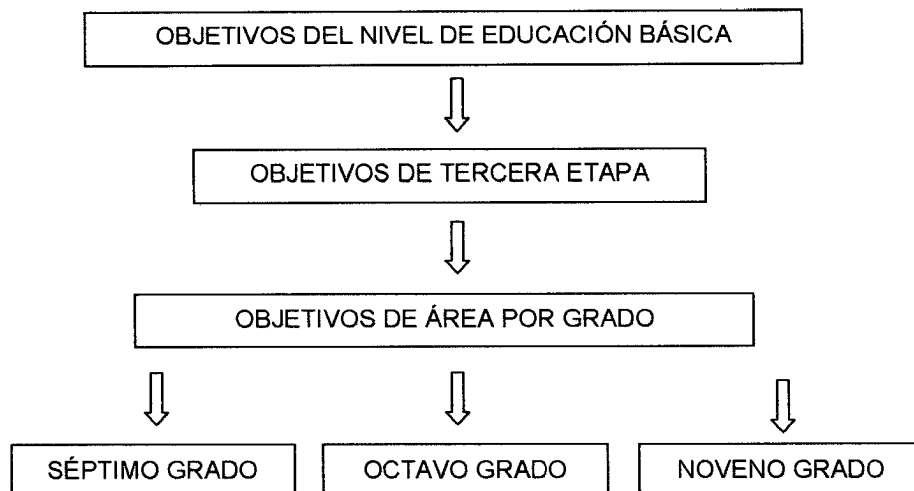 OBJETIVOS DEL NIVEL DE EDUCACIÓN BÁSICA
OBJETIVOS DE TERCERA ETAPA
OBJETIVOS DE ÁREA POR GRADO
SÉPTIMO GRADO
OCTAVO GRADO
NOVENO GRADO